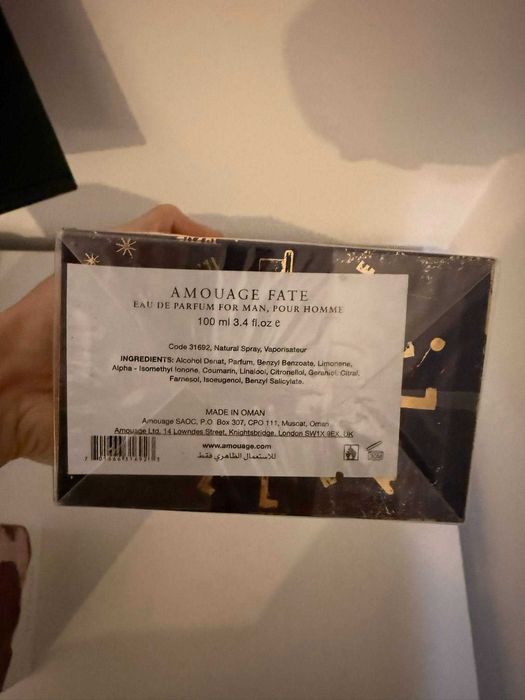 AMOUAGE FATE
EAU DE PARFUM FOR MAN, POUR HOMME
100 ml 3.4 fl.oz e
Code 31692, Natural Spray, Vaporisateur
INGREDIENTS: Alcohol Denat, Parfum, Benzyl Benzoate, Limonene,
Alpha - Isomethyl Ionone, Coumarin, Linalool, Citronellol, Geraniol, Citral,
Farnesol, Isoeugenol, Benzyl Salicylate.
MADE IN OMAN
Amouage SAOC, P.O. Box 307, CPO 111, Muscat, Oman
Amouage Ltd, 14 Lowndes Street, Knightsbridge, London SW1X 9EX, UK
www.amouage.com
للاستعمال الظاهري فقط